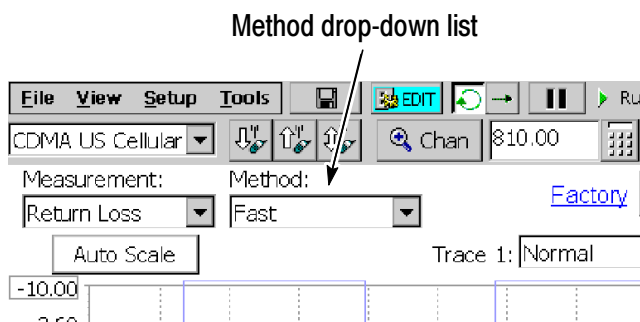 Method drop-down list
File View Setup Tools EDIT Ru
CDMA US Cellular Chan 810.00
Measurement: Method:
Return Loss Fast Factory
Auto Scale Trace 1: Normal
-10.00